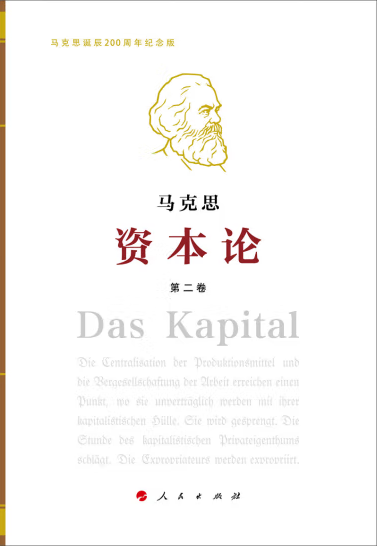 马克思诞辰200周年纪念版
马克思
资本论
第二卷
Das Kapital
Die Centralisation der Produktionsmittel und
die Vergesellschaftung der Arbeit erreichen einen
Punkt, wo sie unverträglich werden mit ihrer
kapitalistischen Hülle. Sie wird gesprengt. Die
Stunde des kapitalistischen Privateigenthums
schlägt. Die Expropriateurs werden expropriirt.
人民出版社